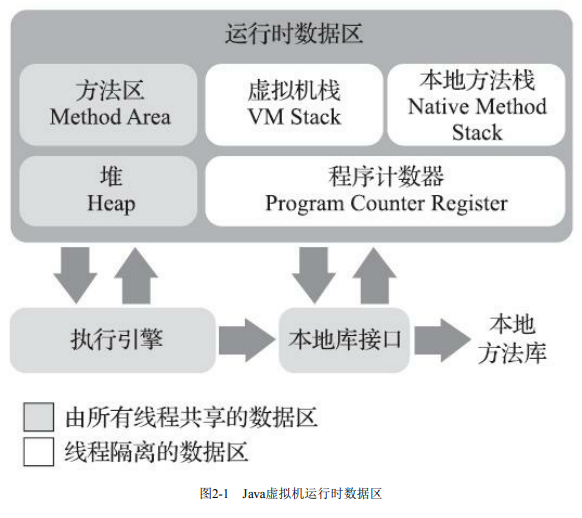 运行时数据区
方法区
Method Area
虚拟机栈
VM Stack
本地方法栈
Native Method
Stack
堆
Heap
程序计数器
Program Counter Register
执行引擎
本地库接口
本地
方法库
由所有线程共享的数据区
线程隔离的数据区
图2-1 Java虚拟机运行时数据区